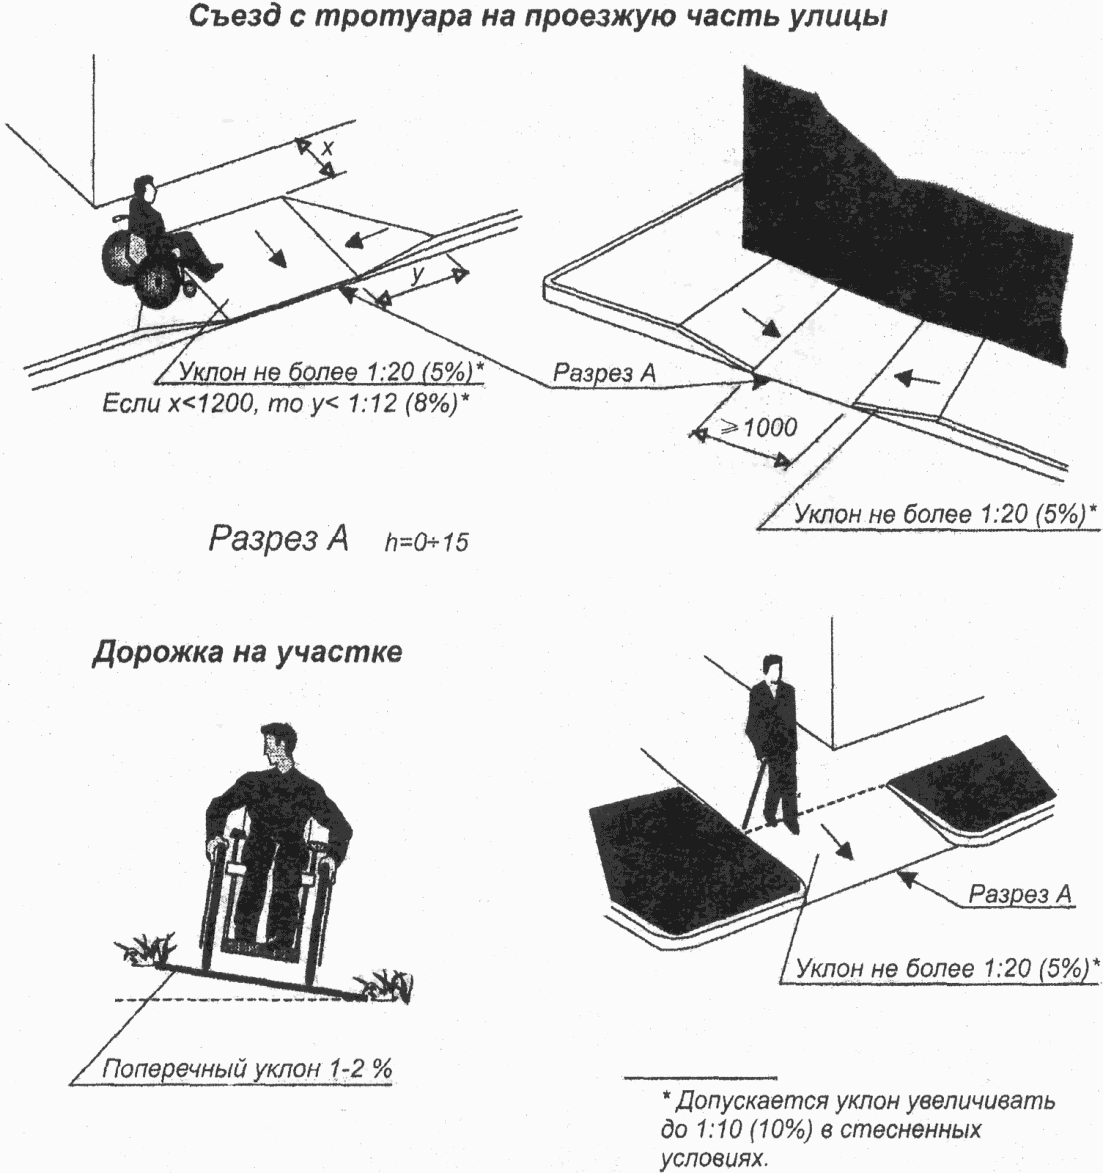 Съезд с тротуара на проезжую часть улицы
x
y
Уклон не более 1:20 (5%)*
Если x<1200, то y< 1:12 (8%)*
Разрез А
⩾1000
Уклон не более 1:20 (5%)*
Разрез А h=0÷15
Дорожка на участке
Разрез А
Уклон не более 1:20 (5%)*
Поперечный уклон 1-2 %
* Допускается уклон увеличивать
до 1:10 (10%) в стесненных
условиях.